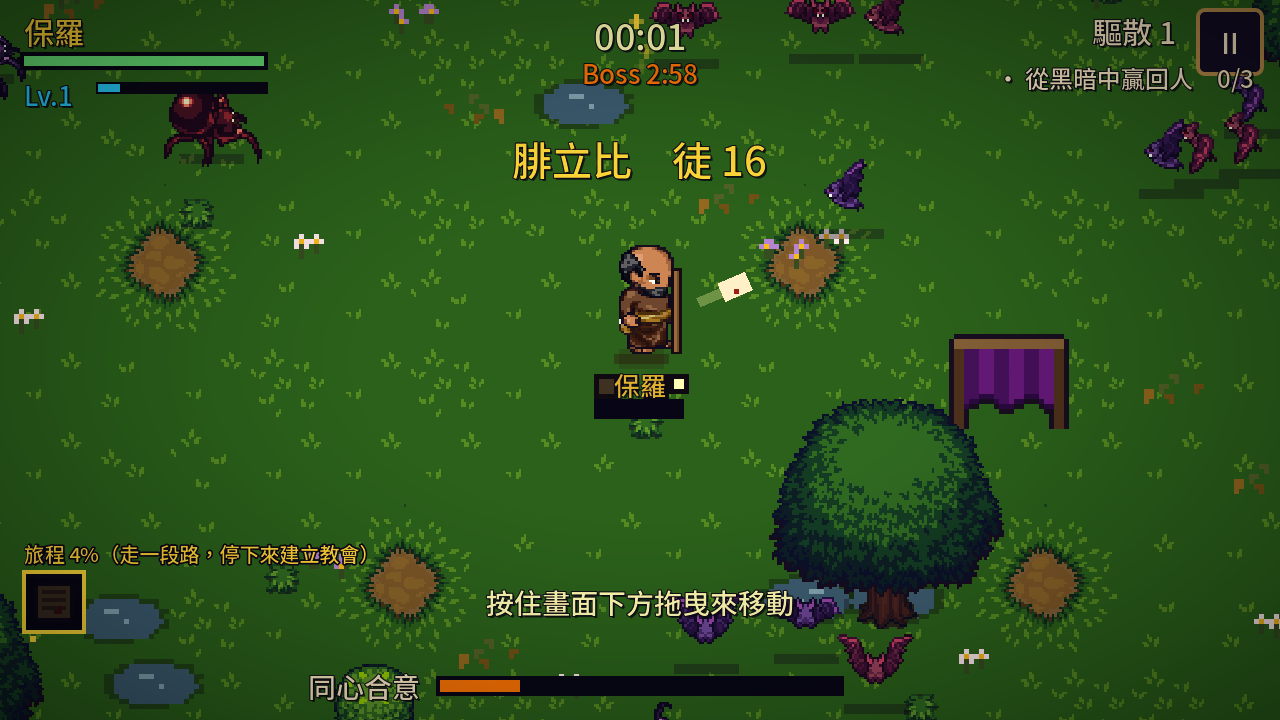 保羅
Lv.1
00:01
Boss 2:58
驅散 1
· 從黑暗中贏回人 0/3
腓立比 徒 16
保羅
旅程 4%（走一段路，停下來建立教會）
按住畫面下方拖曳來移動
同心合意